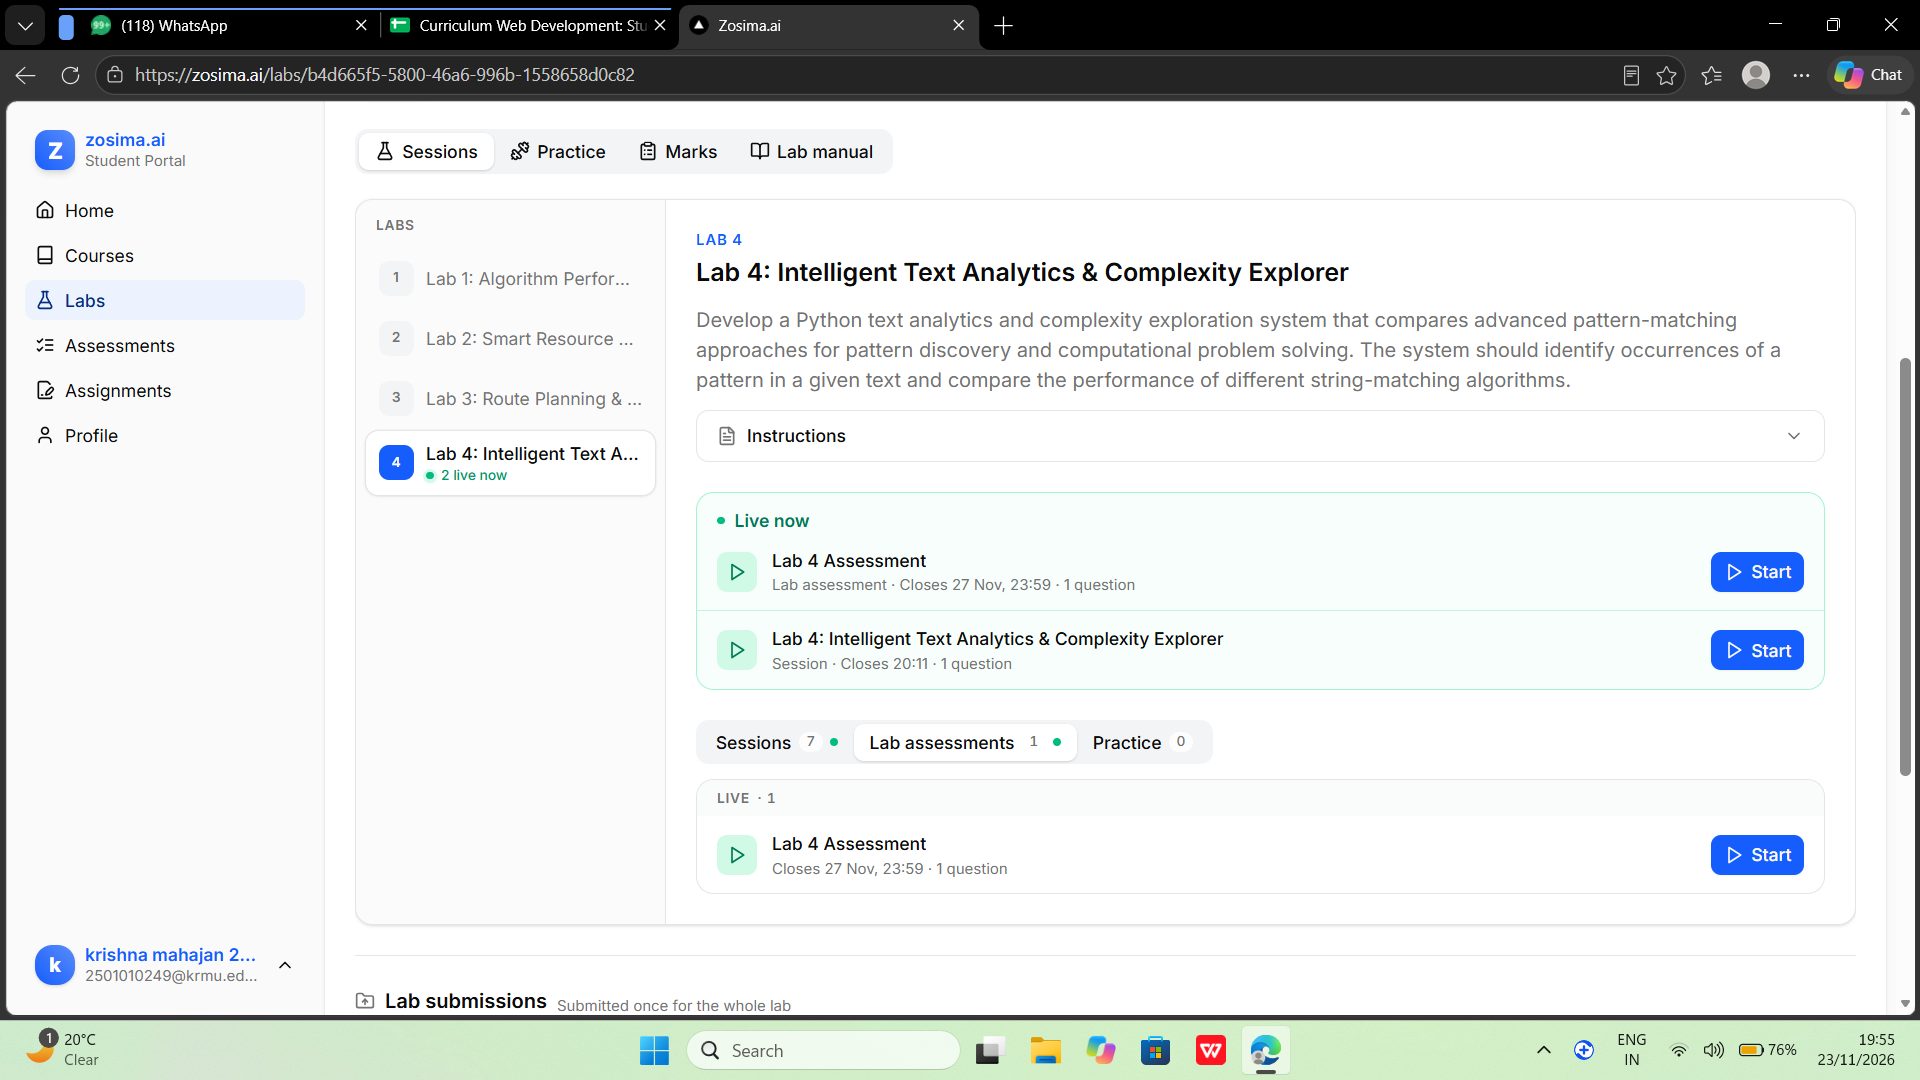 (118) WhatsApp
Curriculum Web Development: Stu
Zosima.ai
https://zosima.ai/labs/b4d665f5-5800-46a6-996b-1558658d0c82
Chat
Z
zosima.ai
Student Portal
Home
Courses
Labs
Assessments
Assignments
Profile
k
krishna mahajan 2...
2501010249@krmu.ed...
Sessions
Practice
Marks
Lab manual
LABS
1
Lab 1: Algorithm Perfor...
2
Lab 2: Smart Resource ...
3
Lab 3: Route Planning & ...
4
Lab 4: Intelligent Text A...
2 live now
LAB 4
Lab 4: Intelligent Text Analytics & Complexity Explorer
Develop a Python text analytics and complexity exploration system that compares advanced pattern-matching
approaches for pattern discovery and computational problem solving. The system should identify occurrences of a
pattern in a given text and compare the performance of different string-matching algorithms.
Instructions
Live now
Lab 4 Assessment
Lab assessment · Closes 27 Nov, 23:59 · 1 question
Start
Lab 4: Intelligent Text Analytics & Complexity Explorer
Session · Closes 20:11 · 1 question
Start
Sessions 7
Lab assessments 1
Practice 0
LIVE · 1
Lab 4 Assessment
Closes 27 Nov, 23:59 · 1 question
Start
Lab submissions Submitted once for the whole lab
1
20°C
Clear
Search
W
ENG
IN
76%
19:55
23/11/2026